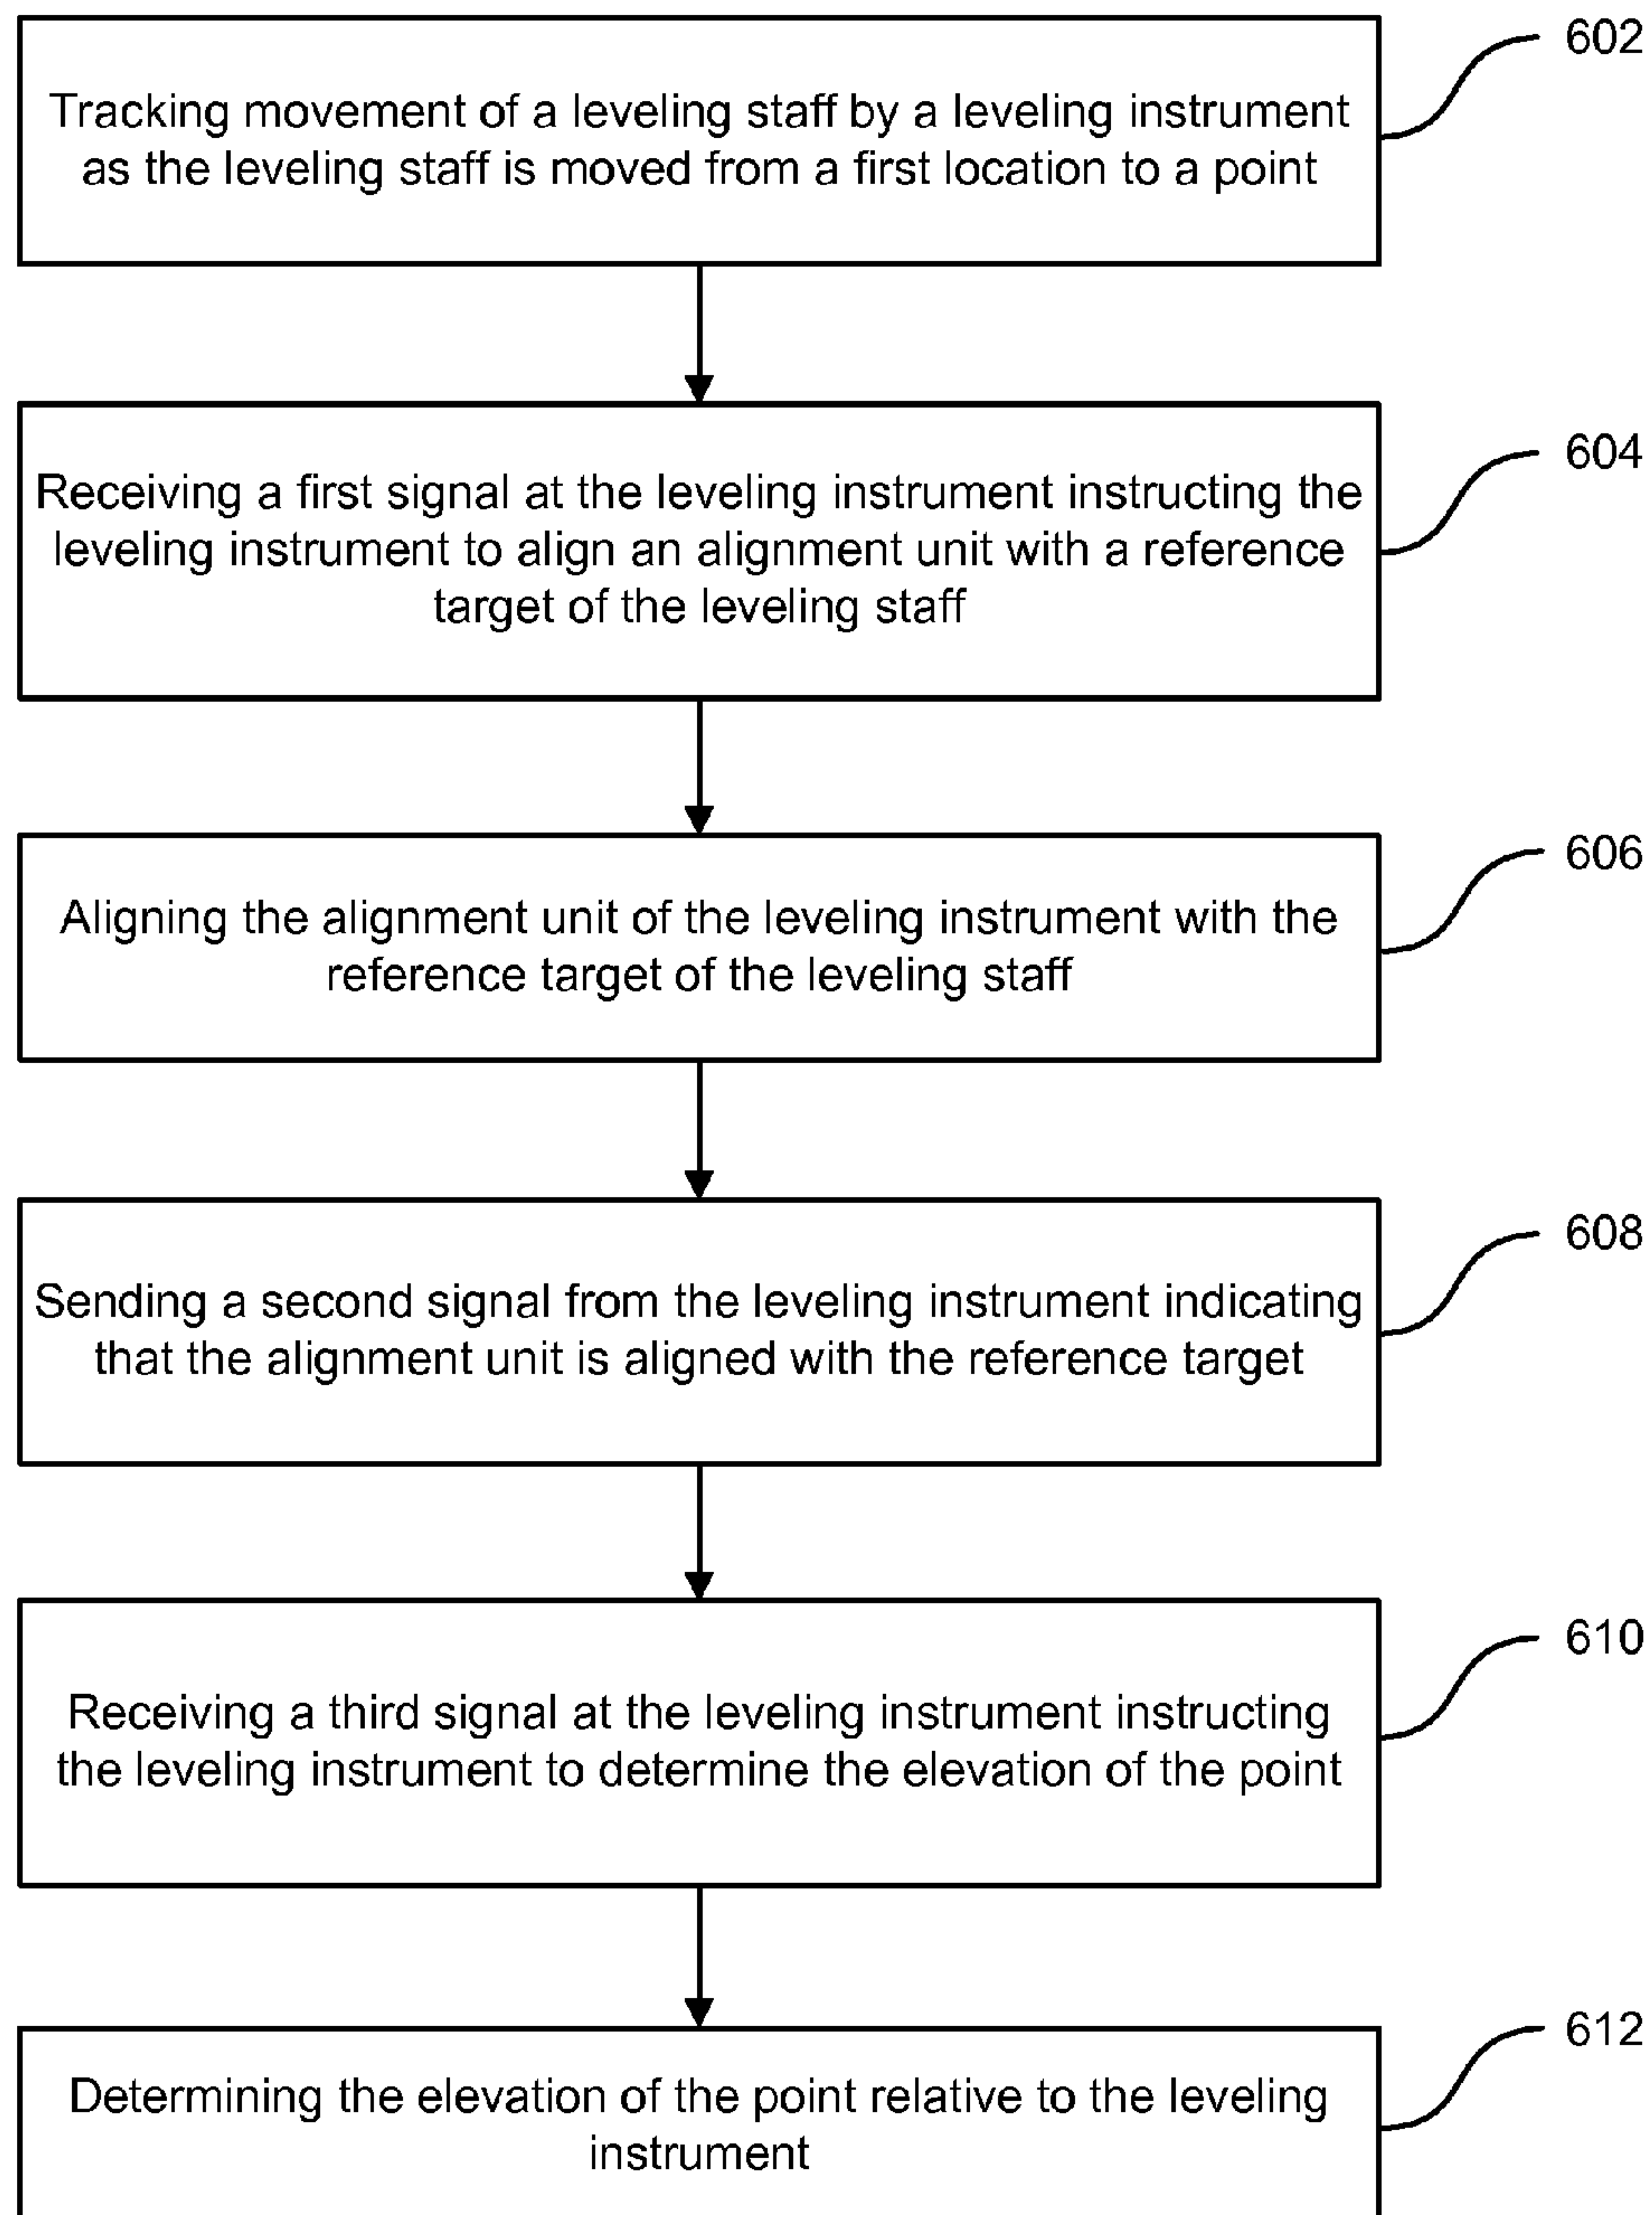 602
Tracking movement of a leveling staff by a leveling instrument
as the leveling staff is moved from a first location to a point
604
Receiving a first signal at the leveling instrument instructing the
leveling instrument to align an alignment unit with a reference
target of the leveling staff
606
Aligning the alignment unit of the leveling instrument with the
reference target of the leveling staff
608
Sending a second signal from the leveling instrument indicating
that the alignment unit is aligned with the reference target
610
Receiving a third signal at the leveling instrument instructing
the leveling instrument to determine the elevation of the point
612
Determining the elevation of the point relative to the leveling
instrument